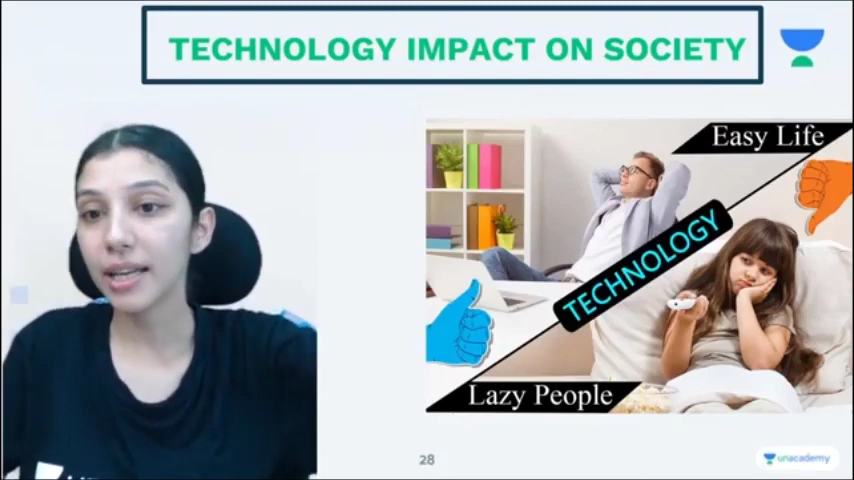 TECHNOLOGY IMPACT ON SOCIETY
Easy Life
TECHNOLOGY
Lazy People
28
unacademy